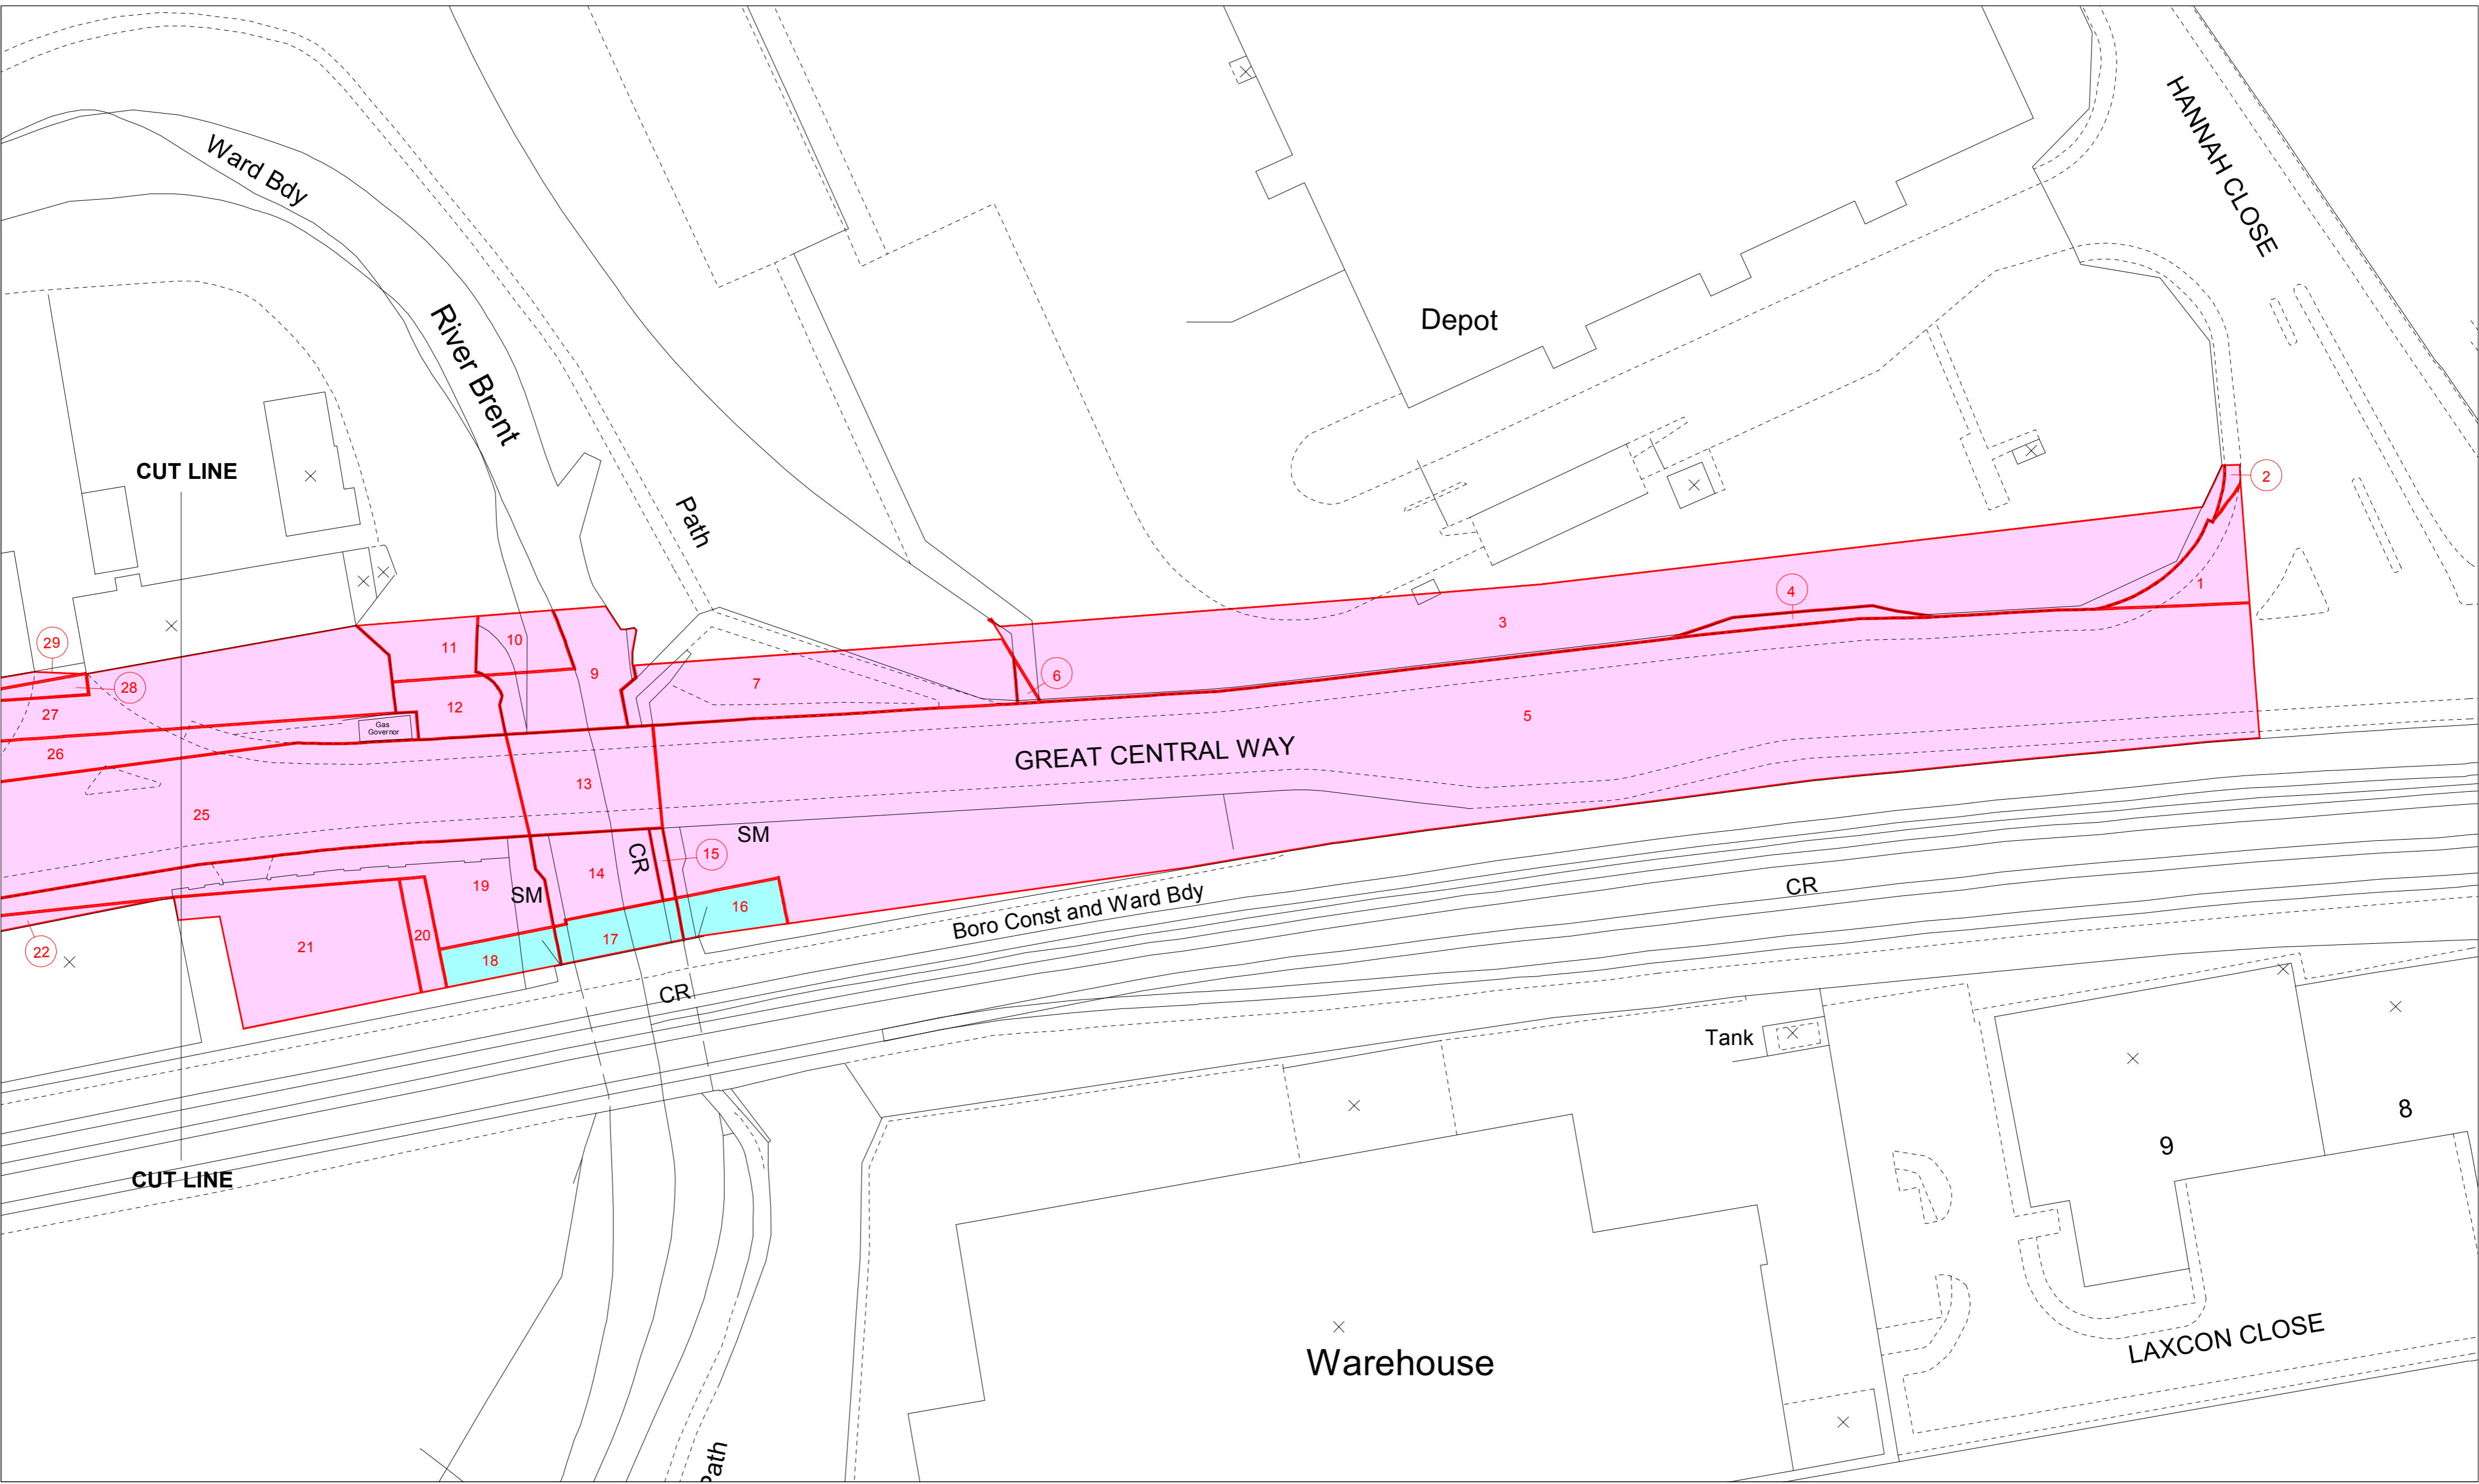 HANNAH CLOSE
Ward Bdy
River Brent
Depot
CUT LINE
Path
2
4
1
3
29
11
10
9
28
6
7
27
12
5
Gas
Governor
26
GREAT CENTRAL WAY
13
25
SM
CR
15
14
19
SM
CR
16
Boro Const and Ward Bdy
20
17
21
22
18
CR
Tank
9
8
CUT LINE
LAXCON CLOSE
Warehouse
Path